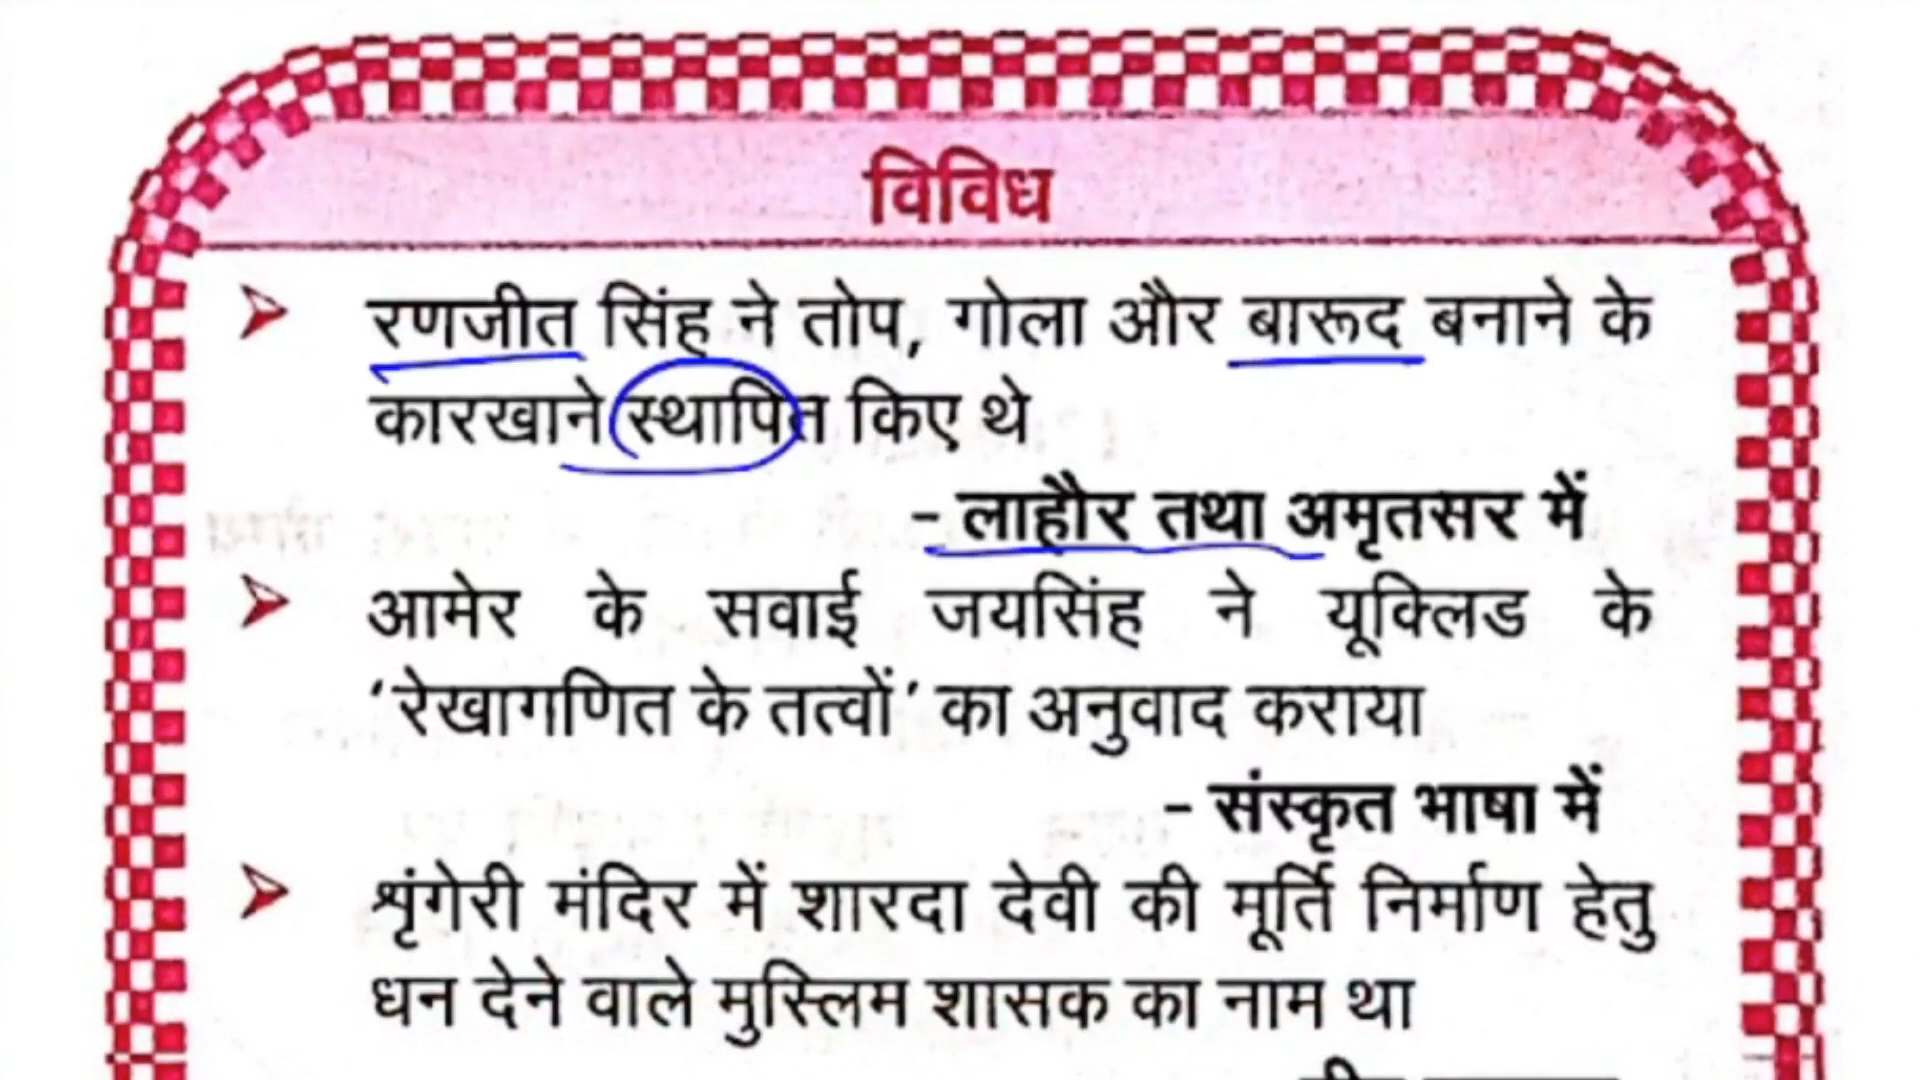 विविध
रणजीत सिंह ने तोप, गोला और बारूद बनाने के
कारखाने स्थापित किए थे
- लाहौर तथा अमृतसर में
आमेर के सवाई जयसिंह ने यूक्लिड के
‘रेखागणित के तत्वों’ का अनुवाद कराया
- संस्कृत भाषा में
शृंगेरी मंदिर में शारदा देवी की मूर्ति निर्माण हेतु
धन देने वाले मुस्लिम शासक का नाम था